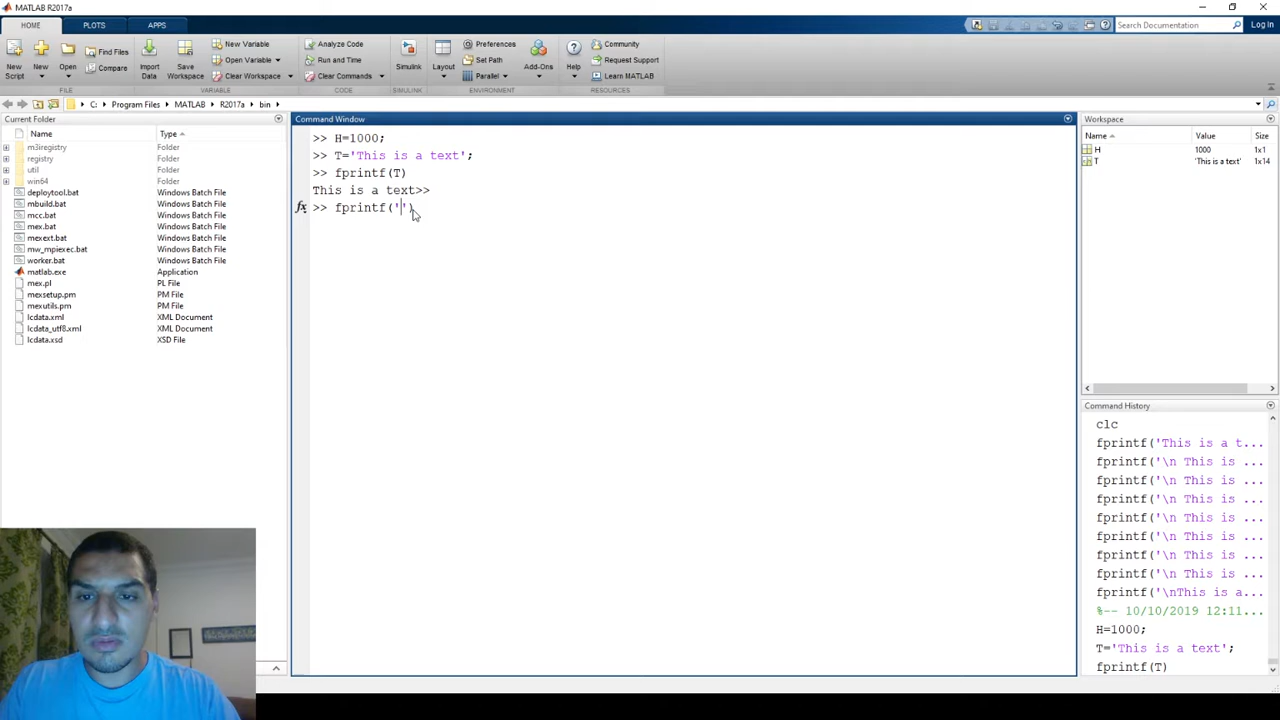 MATLAB R2017a
HOME PLOTS APPS Search Documentation Log In
New Script New Open Find Files Compare Import Data Save Workspace New Variable Open Variable Clear Workspace Analyze Code Run and Time Clear Commands Simulink Layout Preferences Set Path Parallel Add-Ons Help Community Request Support Learn MATLAB
FILE VARIABLE CODE SIMULINK ENVIRONMENT RESOURCES
C: Program Files MATLAB R2017a bin
Current Folder
Name Type
m3iregistry Folder
registry Folder
util Folder
win64 Folder
deploytool.bat Windows Batch File
mbuild.bat Windows Batch File
mcc.bat Windows Batch File
mex.bat Windows Batch File
mexext.bat Windows Batch File
mw_mpiexec.bat Windows Batch File
worker.bat Windows Batch File
matlab.exe Application
mex.pl PL File
mexsetup.pm PM File
mexutils.pm PM File
lcdata.xml XML Document
lcdata_utf8.xml XML Document
lcdata.xsd XSD File
Command Window
>> H=1000;
>> T='This is a text';
>> fprintf(T)
This is a text>>
fx >> fprintf('')
Workspace
Name Value Size
H 1000 1x1
T 'This is a text' 1x14
Command History
clc
fprintf('This is a t...
fprintf('\n This is ...
fprintf('\n This is ...
fprintf('\n This is ...
fprintf('\n This is ...
fprintf('\n This is ...
fprintf('\n This is ...
fprintf('\n This is ...
fprintf('\nThis is a...
%-- 10/10/2019 12:11...
H=1000;
T='This is a text';
fprintf(T)